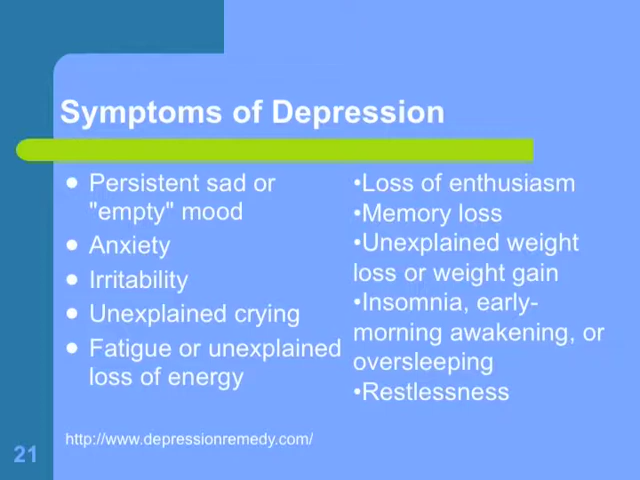 Symptoms of Depression
● Persistent sad or
"empty" mood
● Anxiety
● Irritability
● Unexplained crying
● Fatigue or unexplained
loss of energy
•Loss of enthusiasm
•Memory loss
•Unexplained weight
loss or weight gain
•Insomnia, early-
morning awakening, or
oversleeping
•Restlessness
http://www.depressionremedy.com/
21